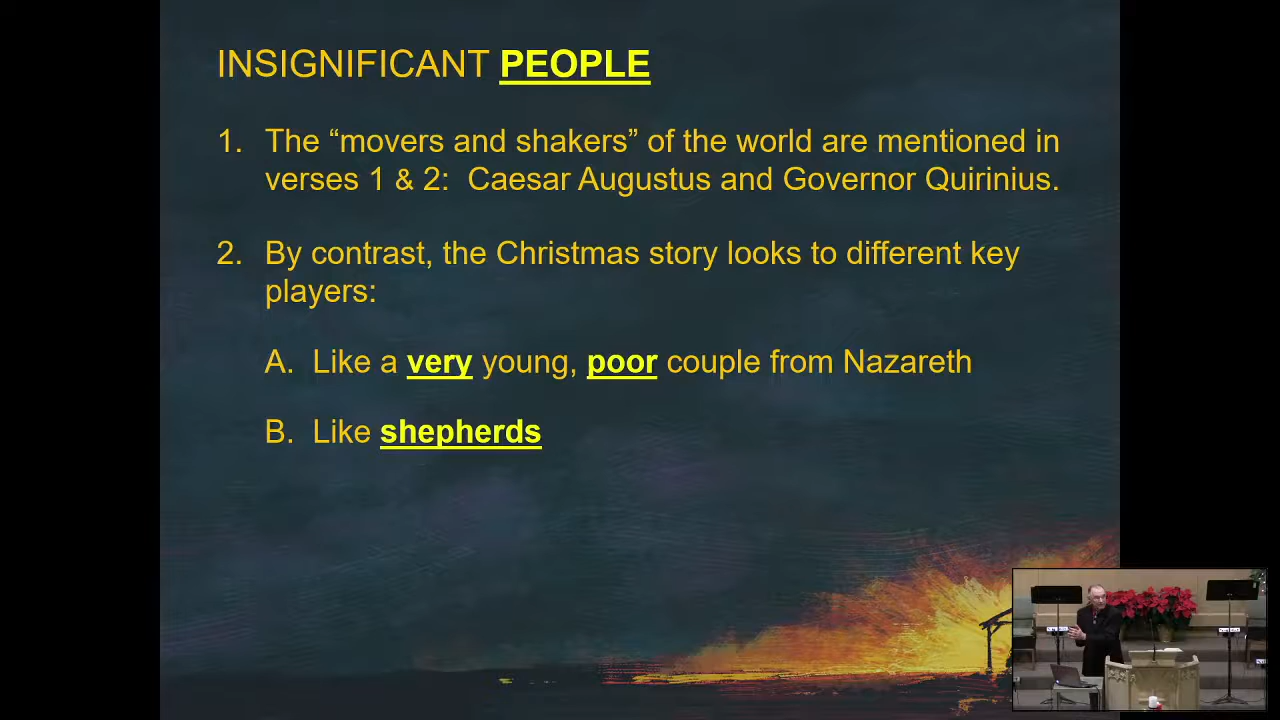 INSIGNIFICANT PEOPLE
1. The “movers and shakers” of the world are mentioned in
verses 1 & 2:  Caesar Augustus and Governor Quirinius.
2. By contrast, the Christmas story looks to different key
players:
A. Like a very young, poor couple from Nazareth
B. Like shepherds